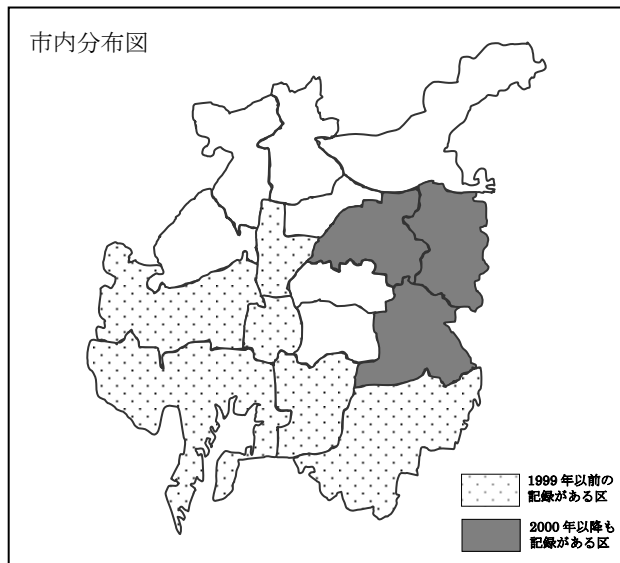 市内分布図
1999 年以前の
記録がある区
2000 年以降も
記録がある区